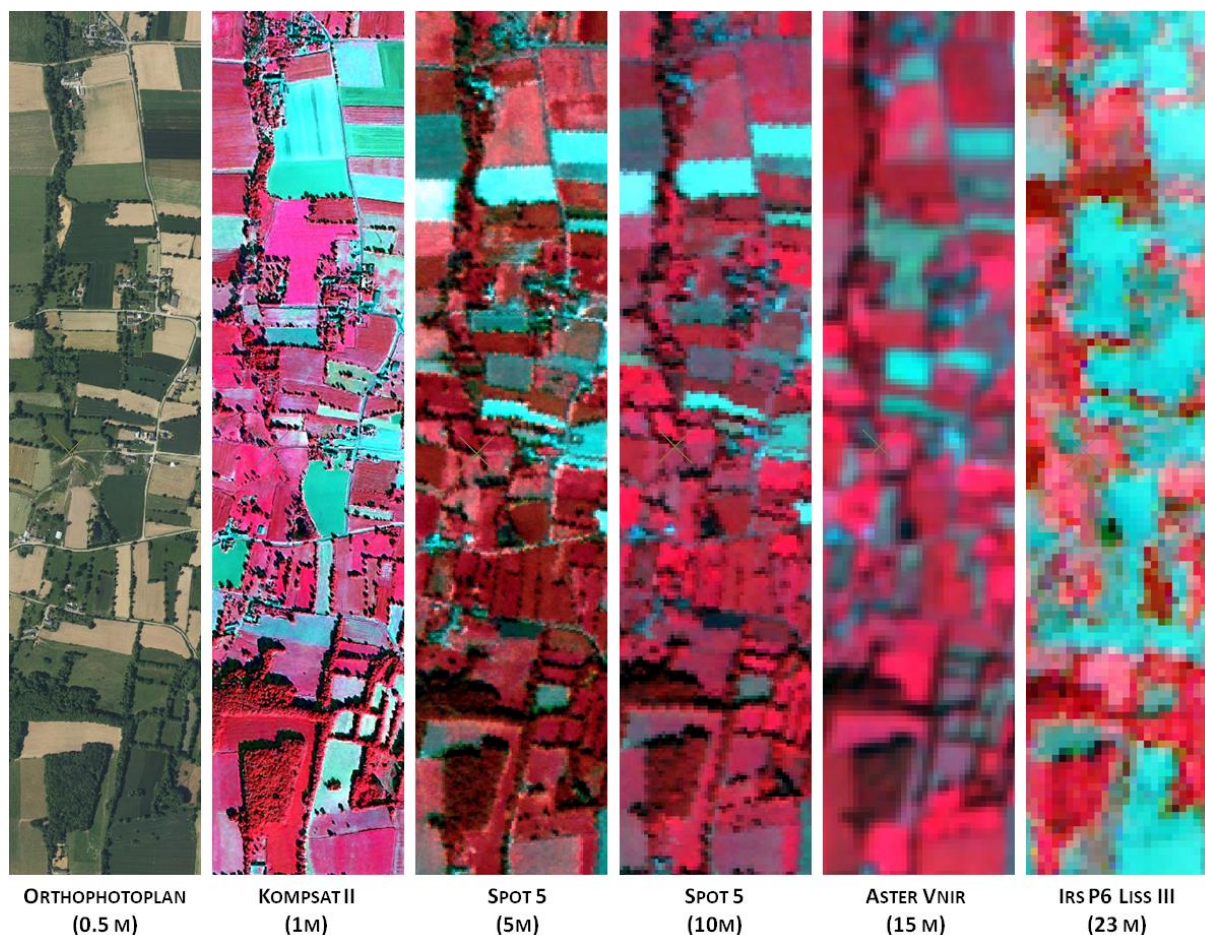 ORTHOPHOTOPLAN
(0.5 M)
KOMPSAT II
(1M)
SPOT 5
(5M)
SPOT 5
(10M)
ASTER VNIR
(15 M)
IRS P6 LISS III
(23 M)